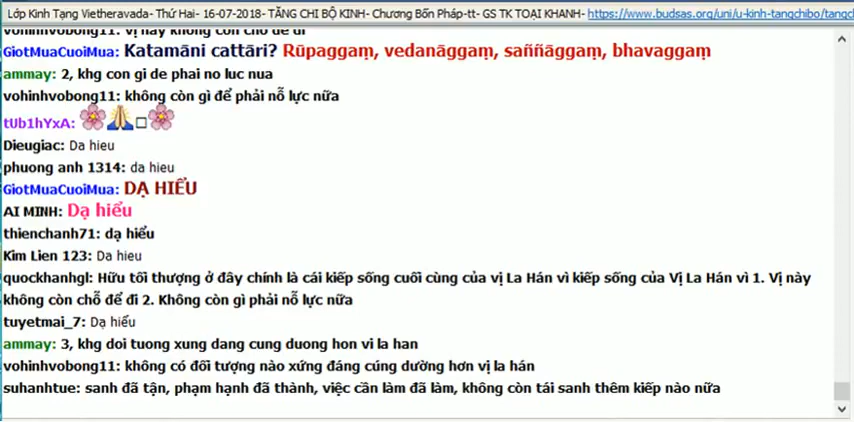 Lớp Kinh Tạng Vietheravada- Thứ Hai- 16-07-2018- TĂNG CHI BỘ KINH- Chương Bốn Pháp-tt- GS TK TOẠI KHANH- https://www.budsas.org/uni/u-kinh-tangchibo/tangc
vohinhvobong11: vị này không còn chỗ để đi
GiotMuaCuoiMua: Katamāni cattāri? Rūpaggaṃ, vedanāggaṃ, saññāggaṃ, bhavaggaṃ
ammay: 2, khg con gi de phai no luc nua
vohinhvobong11: không còn gì để phải nỗ lực nữa
tUb1hYxA: 🌸🙏□🌸
Dieugiac: Da hieu
phuong anh 1314: da hieu
GiotMuaCuoiMua: DẠ HIỂU
AI MINH: Dạ hiểu
thienchanh71: dạ hiểu
Kim Lien 123: Da hieu
quockhanhgl: Hữu tối thượng ở đây chính là cái kiếp sống cuối cùng của vị La Hán vì kiếp sống của Vị La Hán vì 1. Vị này
không còn chỗ để đi 2. Không còn gì phải nỗ lực nữa
tuyetmai_7: Dạ hiểu
ammay: 3, khg doi tuong xung dang cung duong hon vi la han
vohinhvobong11: không có đối tượng nào xứng đáng cúng dường hơn vị la hán
suhanhtue: sanh đã tận, phạm hạnh đã thành, việc cần làm đã làm, không còn tái sanh thêm kiếp nào nữa